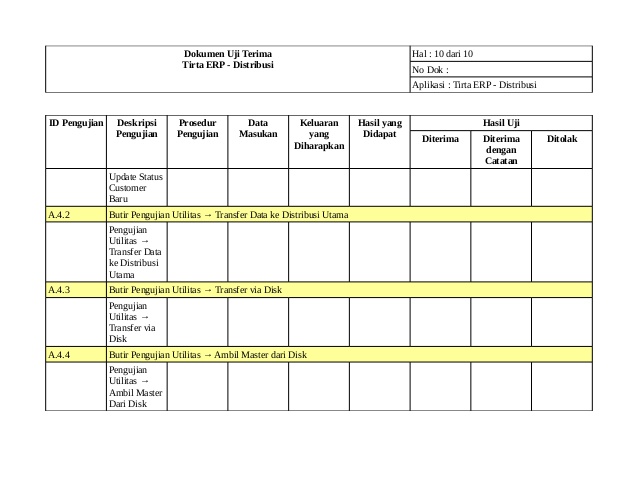 Dokumen Uji Terima
Tirta ERP - Distribusi
Hal : 10 dari 10
No Dok :
Aplikasi : Tirta ERP - Distribusi
ID Pengujian
Deskripsi
Pengujian
Prosedur
Pengujian
Data
Masukan
Keluaran
yang
Diharapkan
Hasil yang
Didapat
Hasil Uji
Diterima
Diterima
dengan
Catatan
Ditolak
Update Status
Customer
Baru
A.4.2
Butir Pengujian Utilitas → Transfer Data ke Distribusi Utama
Pengujian
Utilitas →
Transfer Data
ke Distribusi
Utama
A.4.3
Butir Pengujian Utilitas → Transfer via Disk
Pengujian
Utilitas →
Transfer via
Disk
A.4.4
Butir Pengujian Utilitas → Ambil Master dari Disk
Pengujian
Utilitas →
Ambil Master
Dari Disk